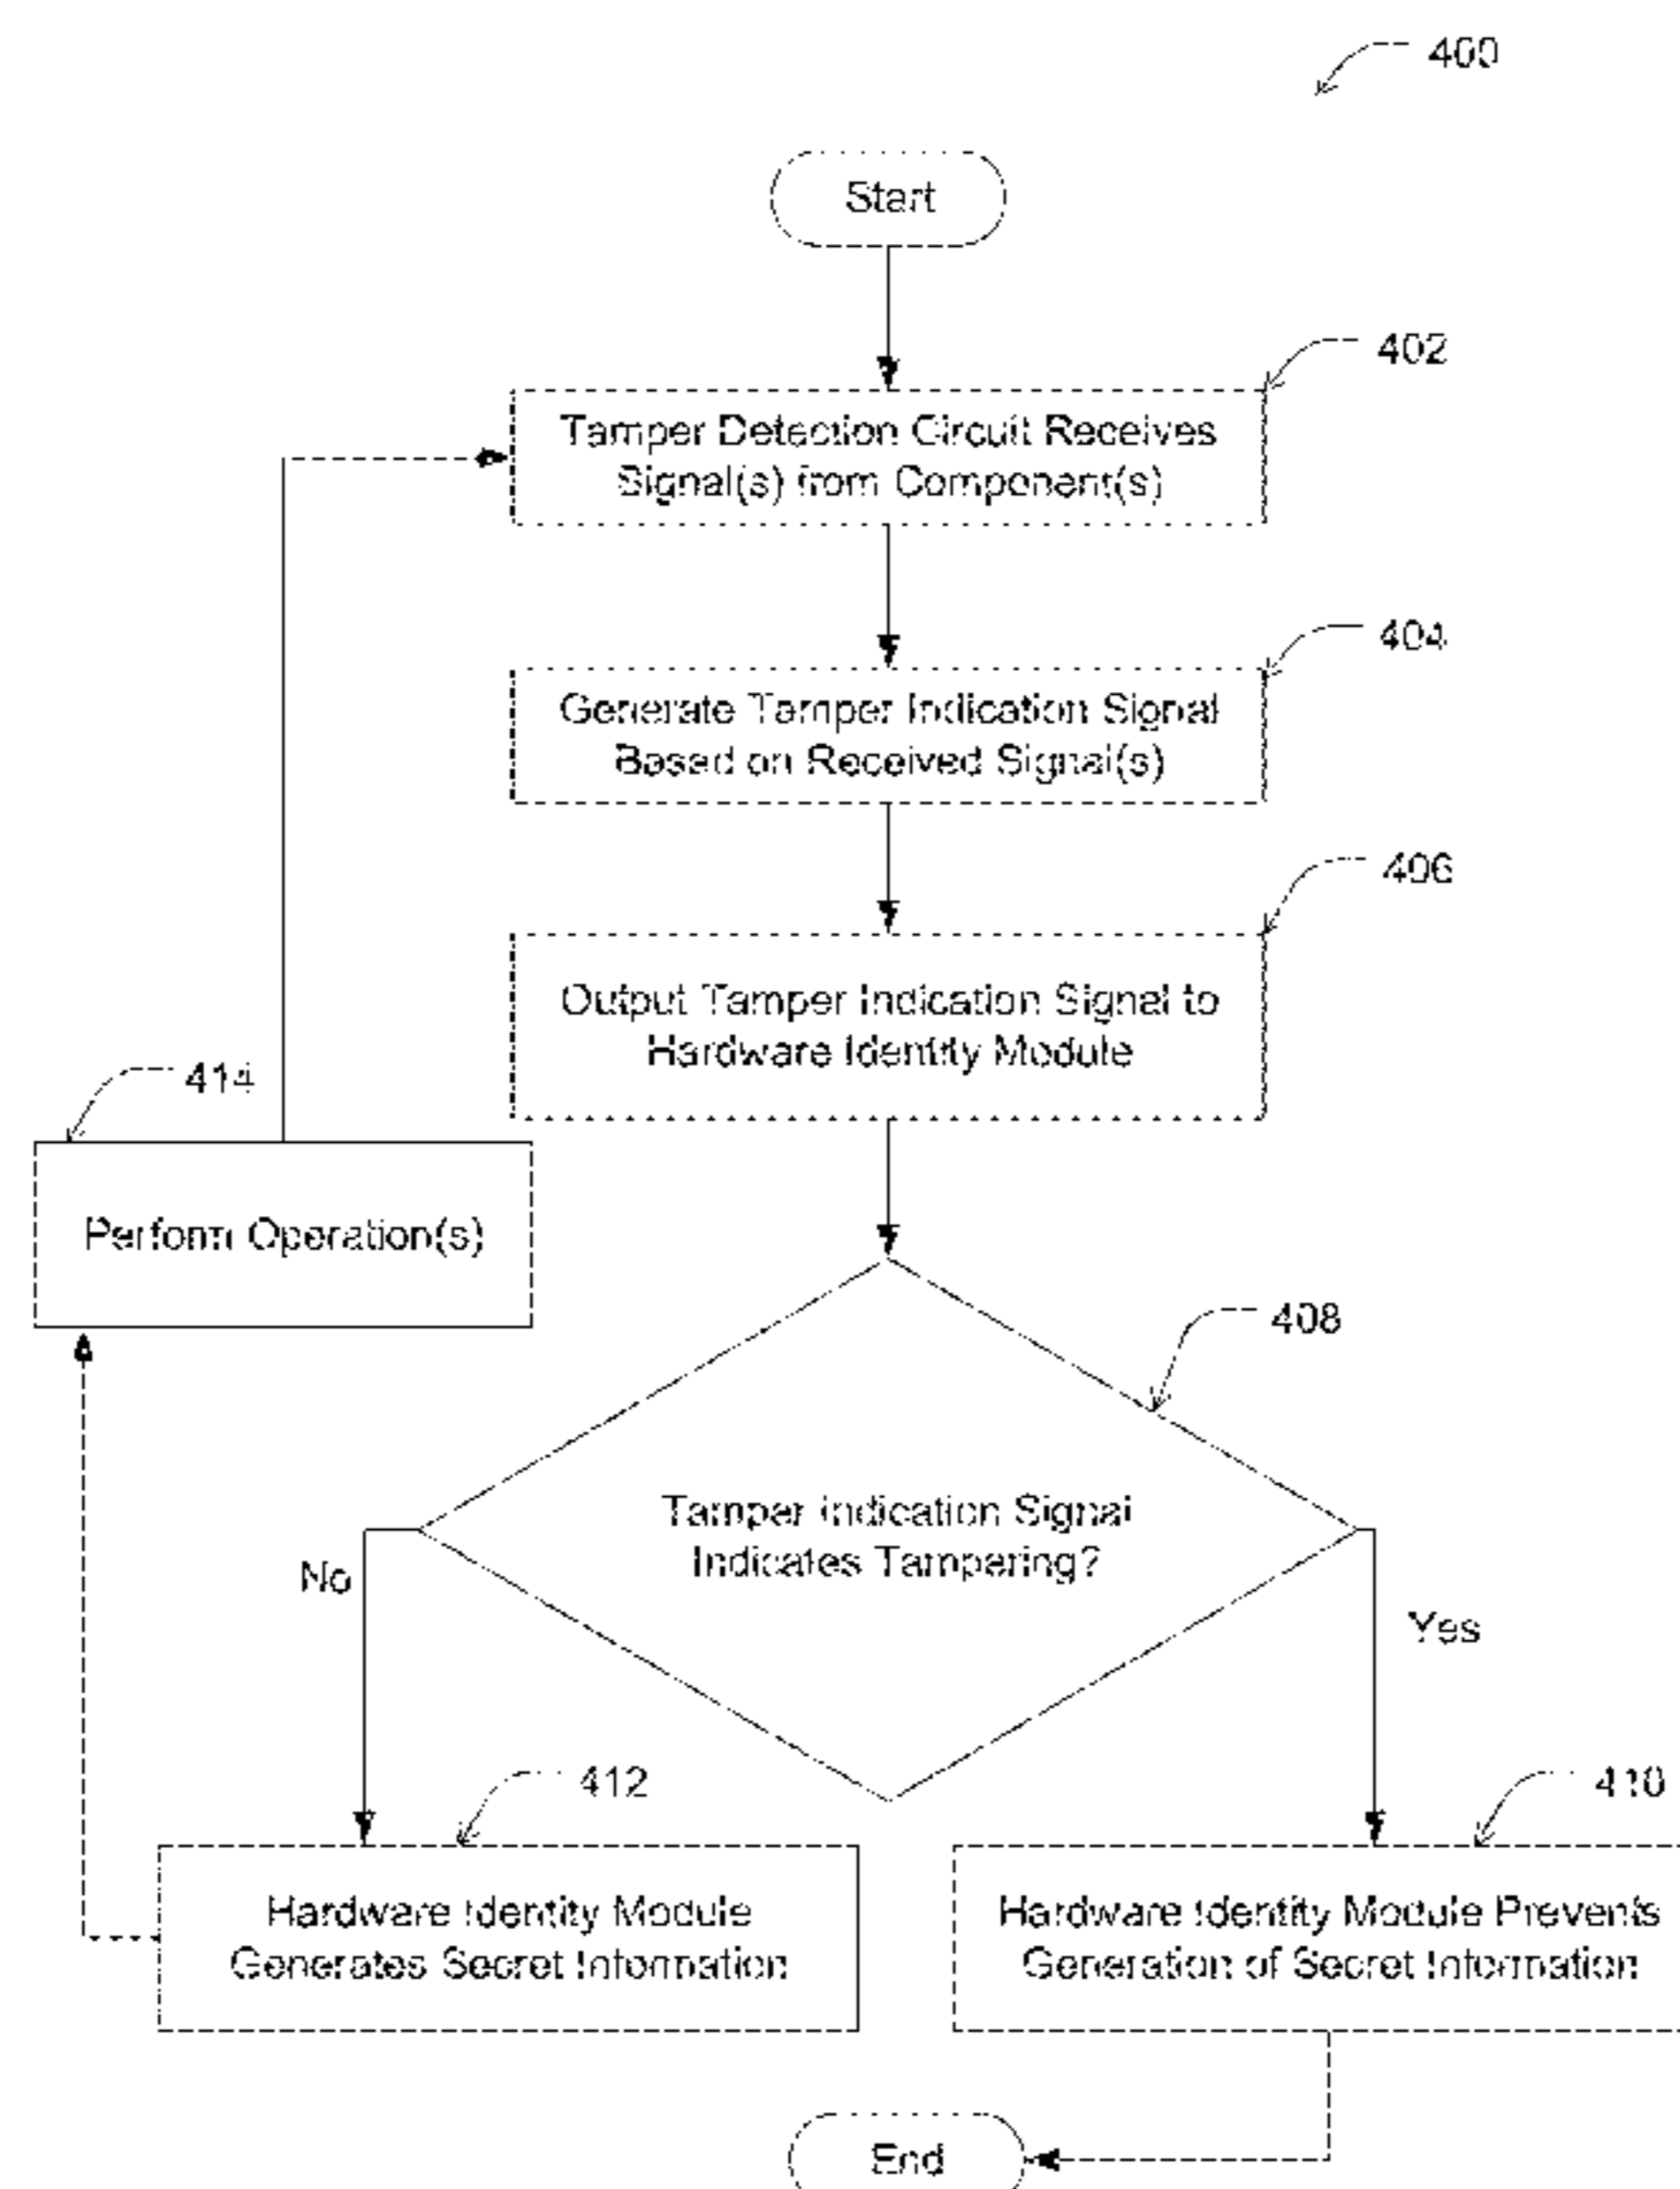 400
Start
402
Tamper Detection Circuit Receives
Signal(s) from Component(s)
404
Generate Tamper Indication Signal
Based on Received Signal(s)
406
Output Tamper Indication Signal to
Hardware Identity Module
414
Perform Operation(s)
408
Tamper Indication Signal
Indicates Tampering?
No
Yes
412
410
Hardware Identity Module
Generates Secret Information
Hardware Identity Module Prevents
Generation of Secret Information
End